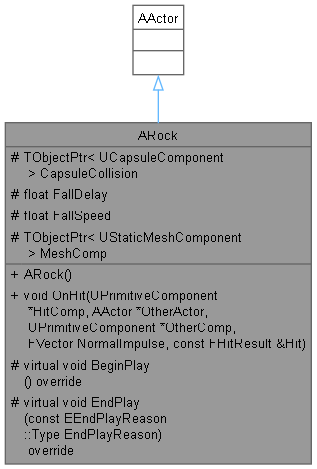 AActor
ARock
# TObjectPtr< UCapsuleComponent
> CapsuleCollision
# float FallDelay
# float FallSpeed
# TObjectPtr< UStaticMeshComponent
> MeshComp
+ ARock()
+ void OnHit(UPrimitiveComponent
*HitComp, AActor *OtherActor,
UPrimitiveComponent *OtherComp,
FVector NormalImpulse, const FHitResult &Hit)
# virtual void BeginPlay
() override
# virtual void EndPlay
(const EEndPlayReason
::Type EndPlayReason)
override